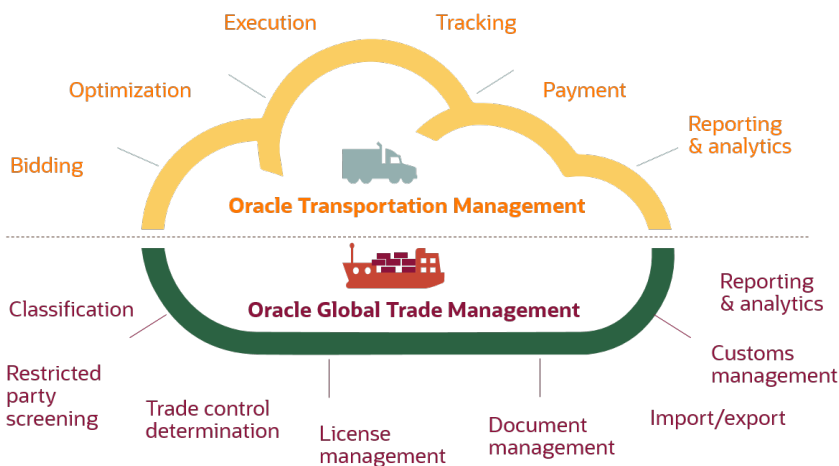 Execution
Tracking
Optimization
Payment
Bidding
Reporting
& analytics
Oracle Transportation Management
Oracle Global Trade Management
Classification
Reporting
& analytics
Restricted
party
screening
Customs
management
Trade control
determination
License
management
Document
management
Import/export